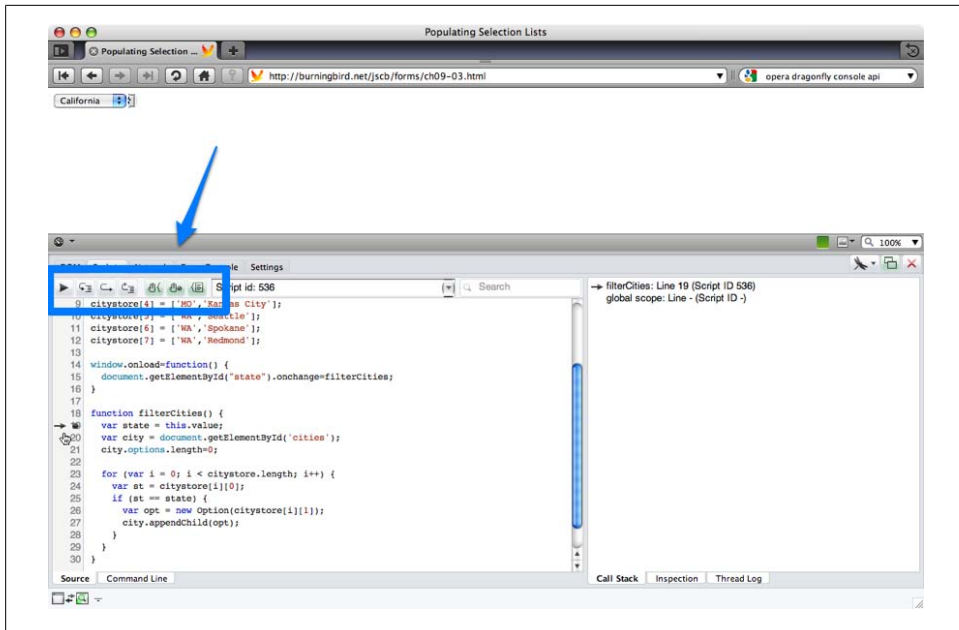 Populating Selection Lists
Populating Selection ...
http://burningbird.net/jscb/forms/ch09-03.html
opera dragonfly console api
California
100%
Settings
Script id: 536
Search
9 citystore[4] = ['MO','Kansas City'];
10 citystore[5] = ['WA','Seattle'];
11 citystore[6] = ['WA','Spokane'];
12 citystore[7] = ['WA','Redmond'];
13
14 window.onload=function() {
15 document.getElementById("state").onchange=filterCities;
16 }
17
18 function filterCities() {
var state = this.value;
20 var city = document.getElementById('cities');
21 city.options.length=0;
22
23 for (var i = 0; i < citystore.length; i++) {
24 var st = citystore[i][0];
25 if (st == state) {
26 var opt = new Option(citystore[i][1]);
27 city.appendChild(opt);
28 }
29 }
30 }
filterCities: Line 19 (Script ID 536)
global scope: Line - (Script ID -)
Source Command Line
Call Stack Inspection Thread Log